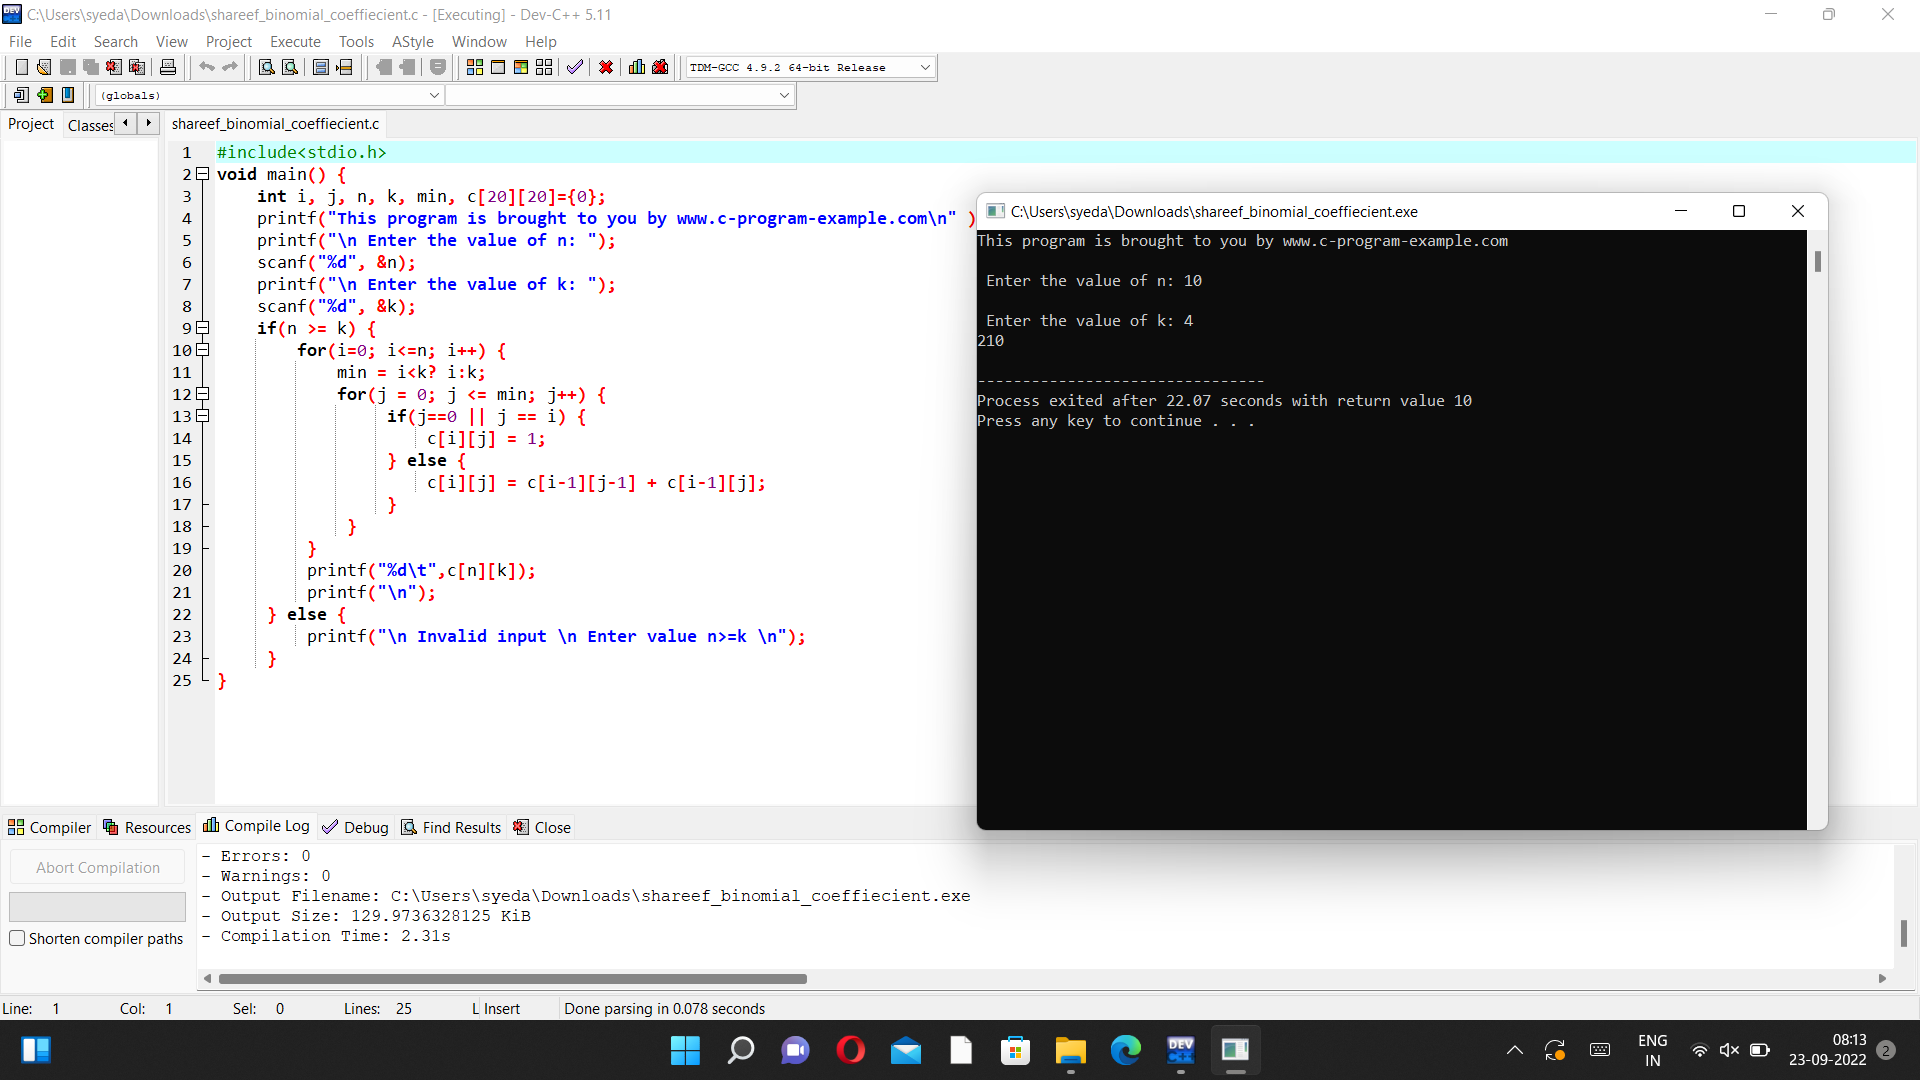 C:\Users\syeda\Downloads\shareef_binomial_coeffiecient.c - [Executing] - Dev-C++ 5.11
File Edit Search View Project Execute Tools AStyle Window Help
TDM-GCC 4.9.2 64-bit Release
(globals)
Project Classes
shareef_binomial_coeffiecient.c
1 #include<stdio.h>
2 void main() {
3 int i, j, n, k, min, c[20][20]={0};
4 printf("This program is brought to you by www.c-program-example.com\n" )
5 printf("\n Enter the value of n: ");
6 scanf("%d", &n);
7 printf("\n Enter the value of k: ");
8 scanf("%d", &k);
9 if(n >= k) {
10 for(i=0; i<=n; i++) {
11 min = i<k? i:k;
12 for(j = 0; j <= min; j++) {
13 if(j==0 || j == i) {
14 c[i][j] = 1;
15 } else {
16 c[i][j] = c[i-1][j-1] + c[i-1][j];
17 }
18 }
19 }
20 printf("%d\t",c[n][k]);
21 printf("\n");
22 } else {
23 printf("\n Invalid input \n Enter value n>=k \n");
24 }
25 }
C:\Users\syeda\Downloads\shareef_binomial_coeffiecient.exe
This program is brought to you by www.c-program-example.com
Enter the value of n: 10
Enter the value of k: 4
210
--------------------------------
Process exited after 22.07 seconds with return value 10
Press any key to continue . . .
Compiler Resources Compile Log Debug Find Results Close
Abort Compilation
Shorten compiler paths
- Errors: 0
- Warnings: 0
- Output Filename: C:\Users\syeda\Downloads\shareef_binomial_coeffiecient.exe
- Output Size: 129.9736328125 KiB
- Compilation Time: 2.31s
Line: 1 Col: 1 Sel: 0 Lines: 25 L Insert Done parsing in 0.078 seconds
DEV C++
ENG
IN
08:13
23-09-2022
2